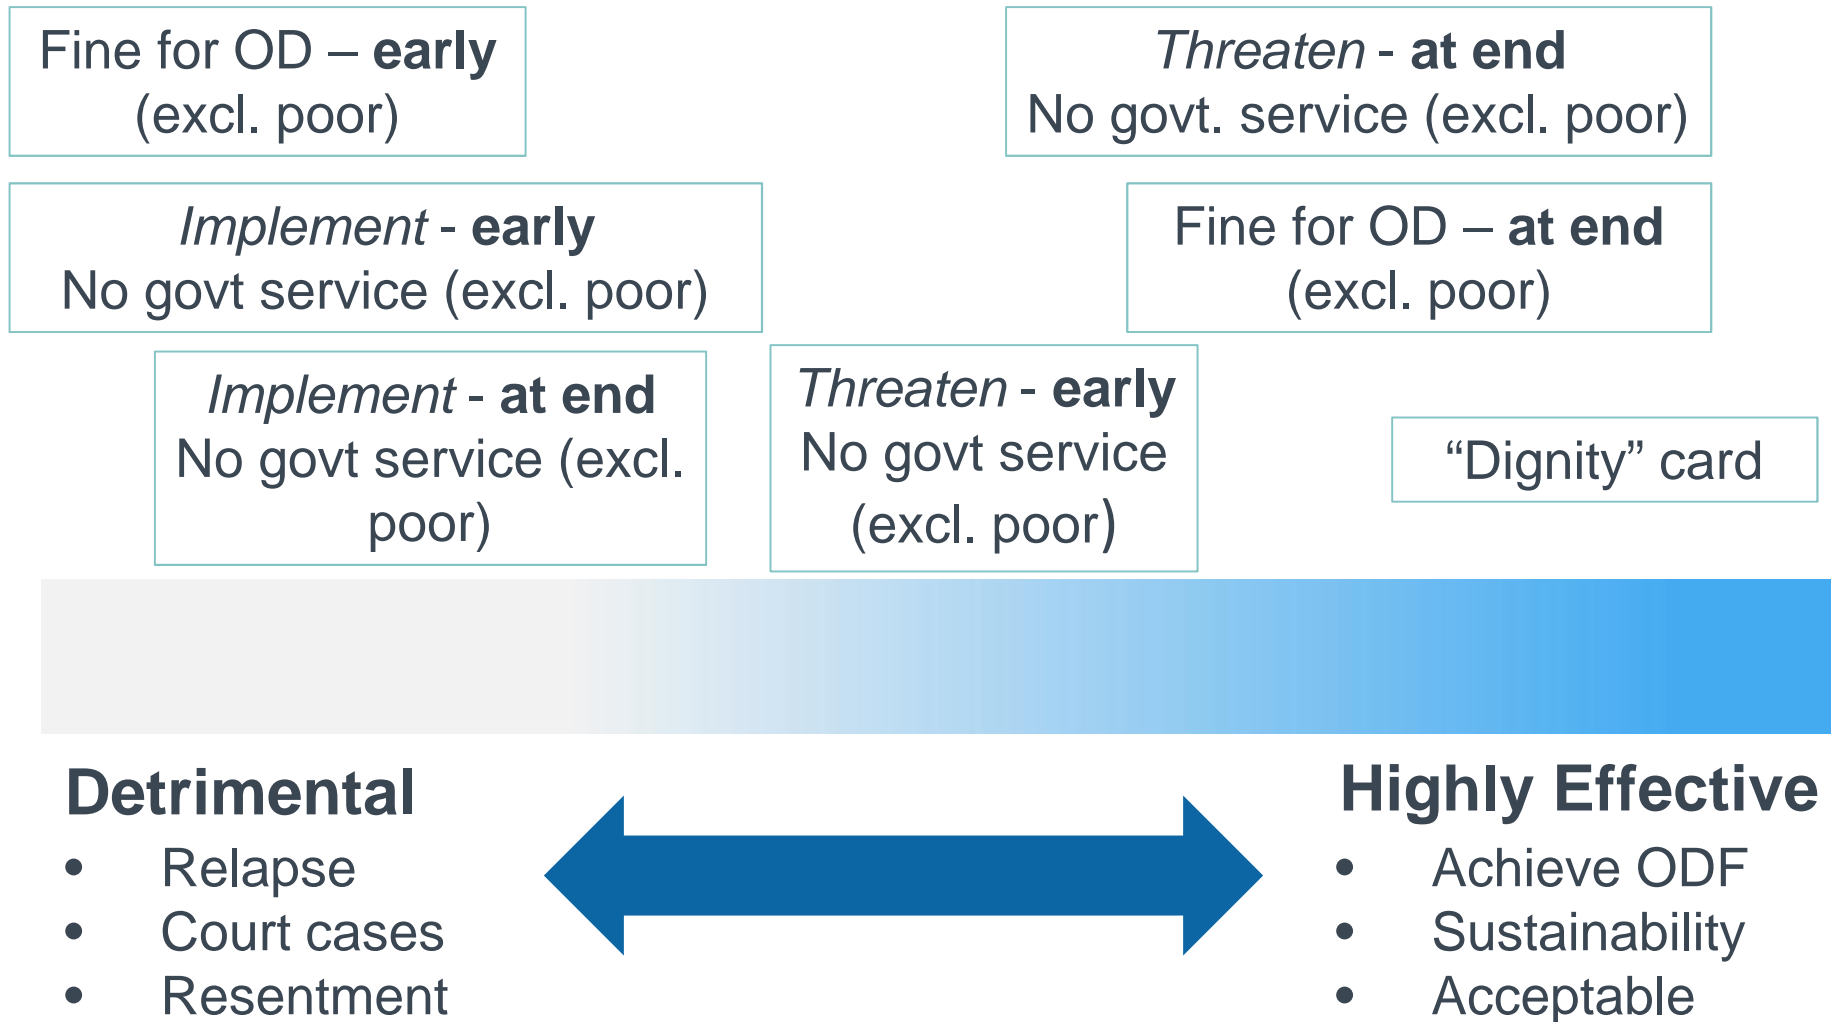 Fine for OD – early
(excl. poor)
Threaten - at end
No govt. service (excl. poor)
Implement - early
No govt service (excl. poor)
Fine for OD – at end
(excl. poor)
Implement - at end
No govt service (excl.
poor)
Threaten - early
No govt service
(excl. poor)
“Dignity” card
Detrimental
• Relapse
• Court cases
• Resentment
Highly Effective
• Achieve ODF
• Sustainability
• Acceptable